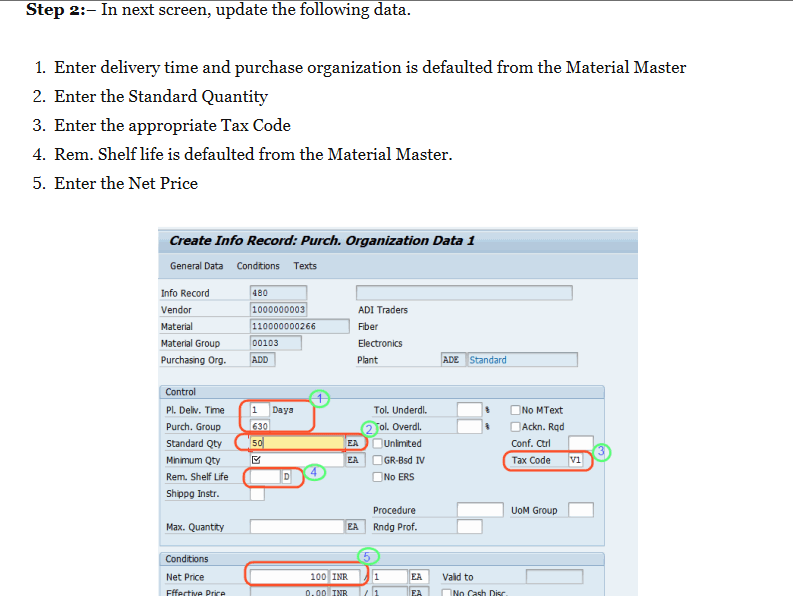 Step 2:– In next screen, update the following data.
1. Enter delivery time and purchase organization is defaulted from the Material Master
2. Enter the Standard Quantity
3. Enter the appropriate Tax Code
4. Rem. Shelf life is defaulted from the Material Master.
5. Enter the Net Price
Create Info Record: Purch. Organization Data 1
General Data Conditions Texts
Info Record 480
Vendor 1000000003 ADI Traders
Material 110000000266 Fiber
Material Group 00103 Electronics
Purchasing Org. ADD Plant ADE Standard
Control
1
Pl. Deliv. Time 1 Days Tol. Underdl. % No MText
Purch. Group 630 2 Tol. Overdl. % Ackn. Rqd
Standard Qty 50 EA Unlimited Conf. Ctrl
3
Minimum Qty EA GR-Bsd IV Tax Code V1
Rem. Shelf Life D 4 No ERS
Shippg Instr.
Procedure UoM Group
Max. Quantity EA Rndg Prof.
Conditions
5
Net Price 100 INR / 1 EA Valid to
Effective Price 0.00 INR / 1 EA No Cash Disc.